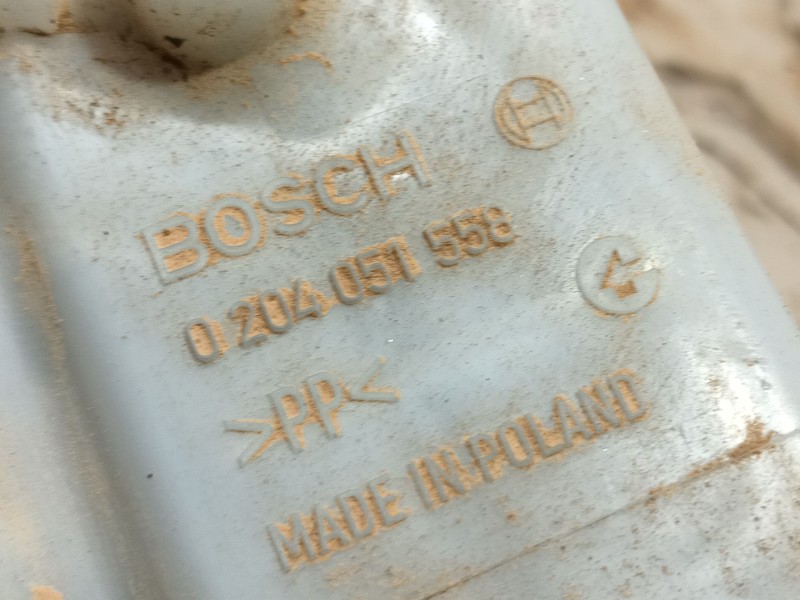 BOSCH
0 204 051 558
>PP<
MADE IN POLAND